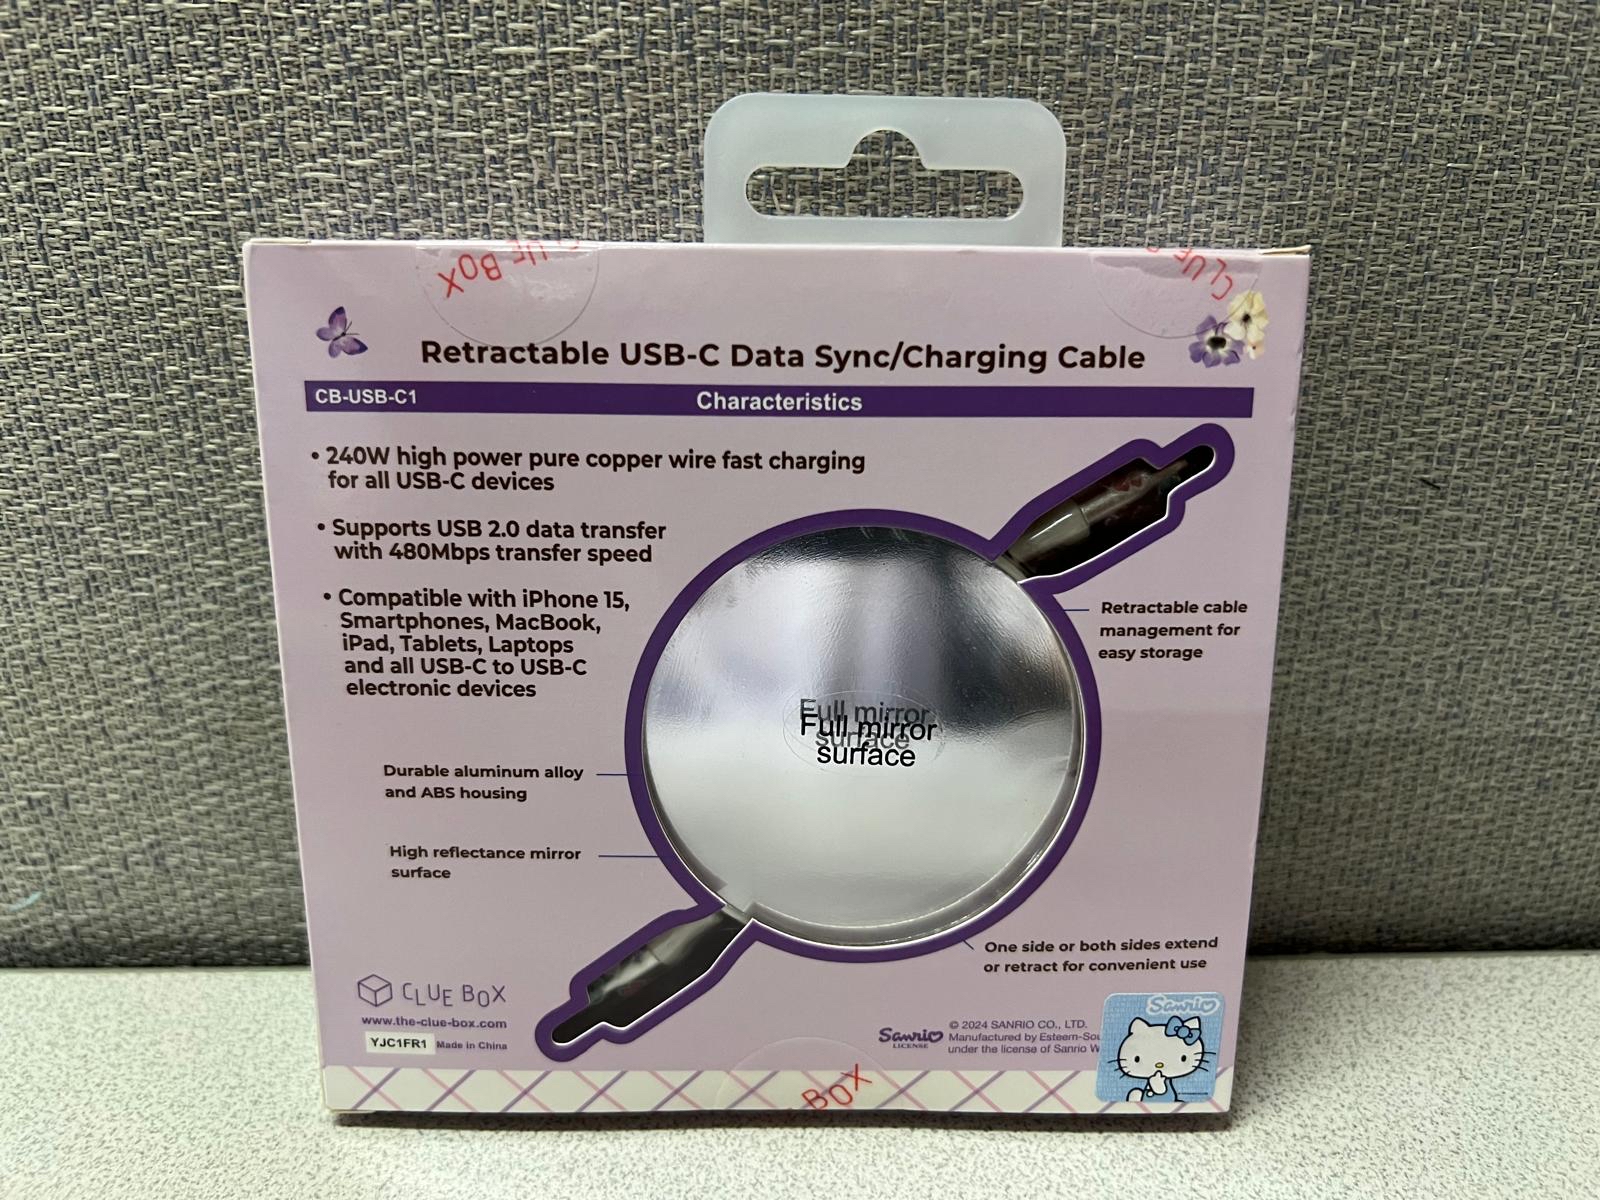 CLUE BOX
CLUE
Retractable USB-C Data Sync/Charging Cable
CB-USB-C1
Characteristics
• 240W high power pure copper wire fast charging
for all USB-C devices
• Supports USB 2.0 data transfer
with 480Mbps transfer speed
• Compatible with iPhone 15,
Smartphones, MacBook,
iPad, Tablets, Laptops
and all USB-C to USB-C
electronic devices
Retractable cable
management for
easy storage
Full mirror
surface
Durable aluminum alloy
and ABS housing
High reflectance mirror
surface
One side or both sides extend
or retract for convenient use
CLUE BOX
www.the-clue-box.com
YJC1FR1 Made in China
Sanrio
LICENSE
© 2024 SANRIO CO., LTD.
Manufactured by Esteem-Sou
under the license of Sanrio W
Sanrio
BOX